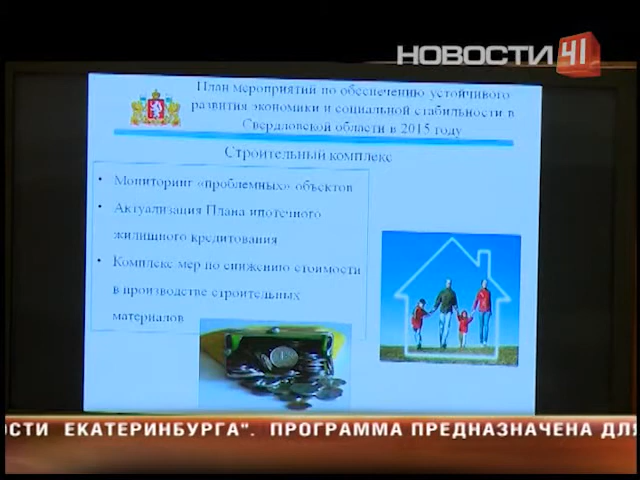 НОВОСТИ 41
План мероприятий по обеспечению устойчивого
развития экономики и социальной стабильности в
Свердловской области в 2015 году
Строительный комплекс
• Мониторинг «проблемных» объектов
• Актуализация Плана ипотечного
жилищного кредитования
• Комплекс мер по снижению стоимости
в производстве строительных
материалов
ОСТИ ЕКАТЕРИНБУРГА". ПРОГРАММА ПРЕДНАЗНАЧЕНА ДЛЯ